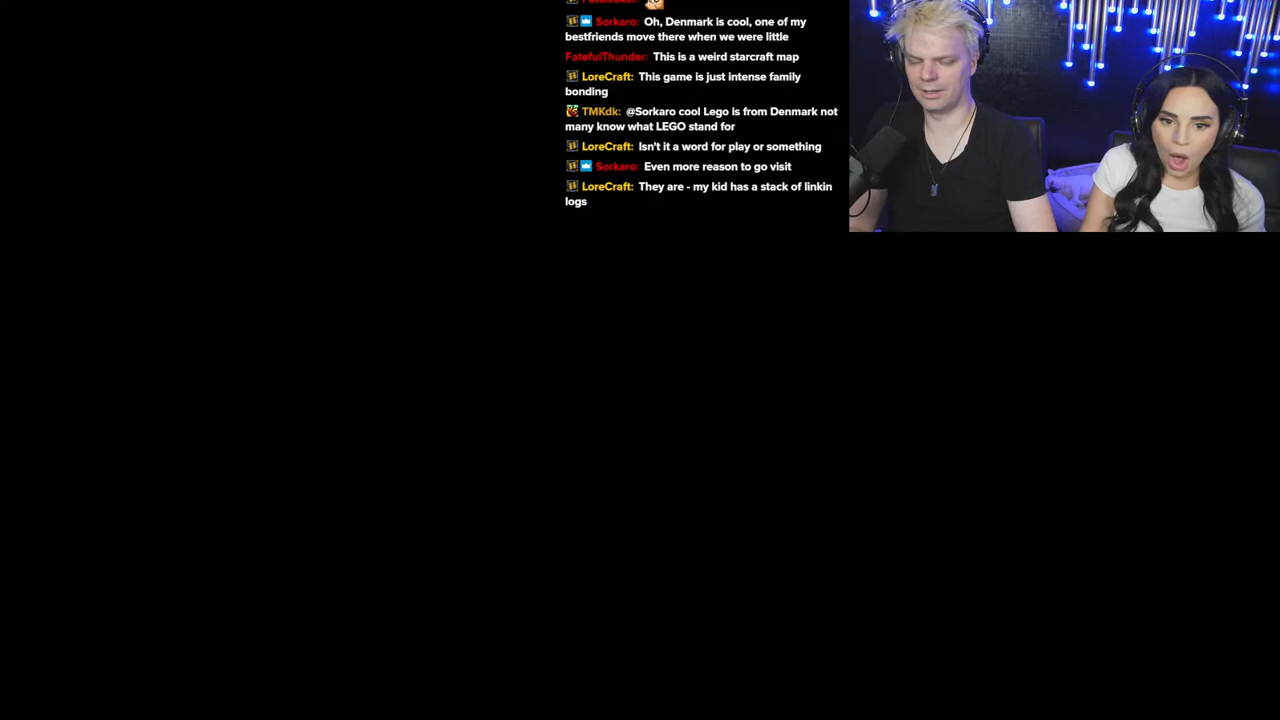 Sorkaro: Oh, Denmark is cool, one of my
bestfriends move there when we were little
FatefulThunder: This is a weird starcraft map
LoreCraft: This game is just intense family
bonding
TMKdk: @Sorkaro cool Lego is from Denmark not
many know what LEGO stand for
LoreCraft: Isn't it a word for play or something
Sorkaro: Even more reason to go visit
LoreCraft: They are - my kid has a stack of linkin
logs